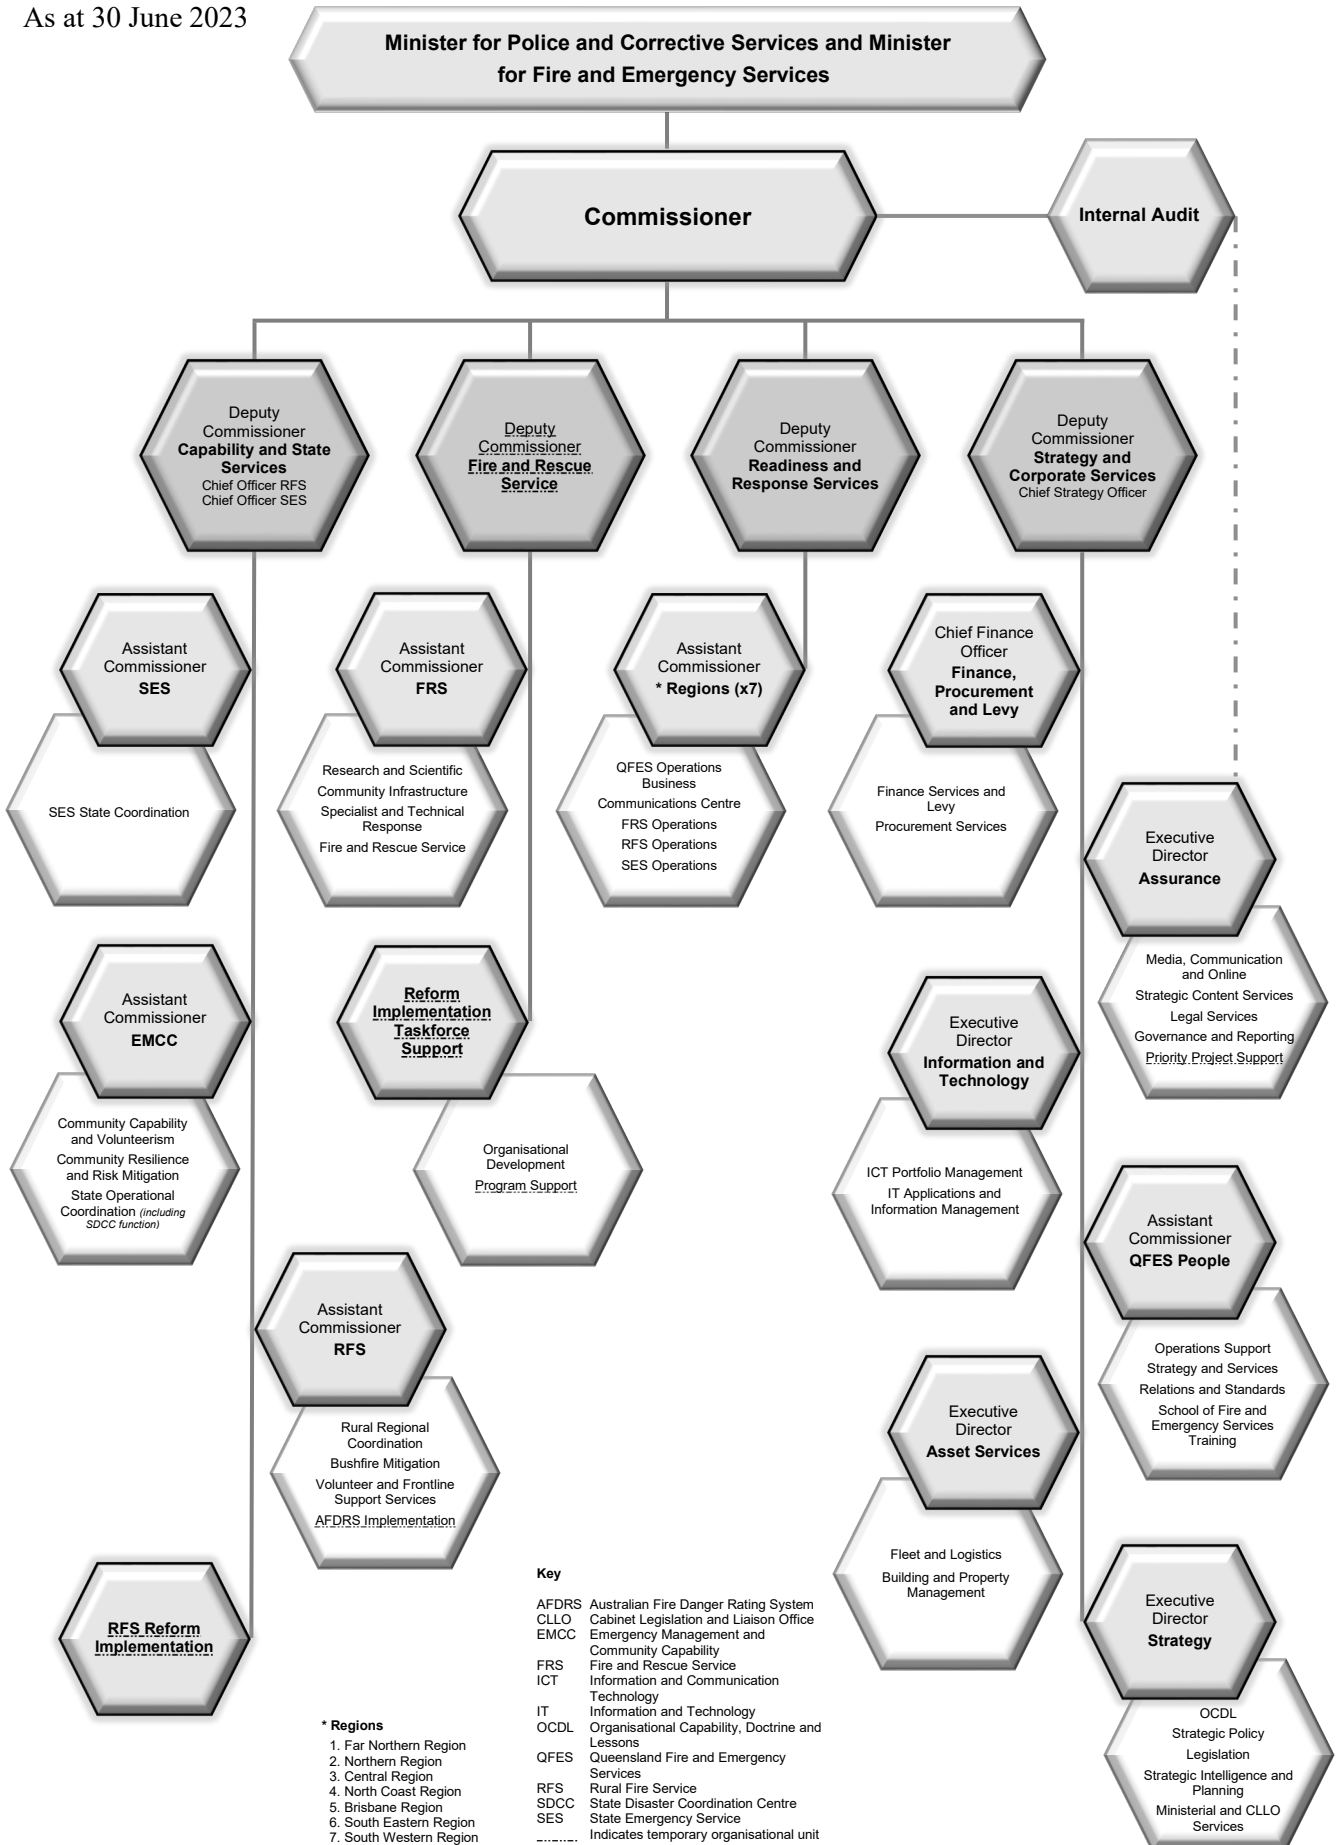 As at 30 June 2023
Minister for Police and Corrective Services and Minister
for Fire and Emergency Services
Commissioner
Internal Audit
Deputy
Commissioner
Capability and State
Services
Chief Officer RFS
Chief Officer SES
Deputy
Commissioner
Fire and Rescue
Service
Deputy
Commissioner
Readiness and
Response Services
Deputy
Commissioner
Strategy and
Corporate Services
Chief Strategy Officer
Assistant
Commissioner
SES
SES State Coordination
Assistant
Commissioner
FRS
Research and Scientific
Community Infrastructure
Specialist and Technical
Response
Fire and Rescue Service
Assistant
Commissioner
* Regions (x7)
QFES Operations
Business
Communications Centre
FRS Operations
RFS Operations
SES Operations
Chief Finance
Officer
Finance,
Procurement
and Levy
Finance Services and
Levy
Procurement Services
Executive
Director
Assurance
Media, Communication
and Online
Strategic Content Services
Legal Services
Governance and Reporting
Priority Project Support
Assistant
Commissioner
EMCC
Community Capability
and Volunteerism
Community Resilience
and Risk Mitigation
State Operational
Coordination (including
SDCC function)
Reform
Implementation
Taskforce
Support
Organisational
Development
Program Support
Executive
Director
Information and
Technology
ICT Portfolio Management
IT Applications and
Information Management
Assistant
Commissioner
QFES People
Operations Support
Strategy and Services
Relations and Standards
School of Fire and
Emergency Services
Training
Assistant
Commissioner
RFS
Rural Regional
Coordination
Bushfire Mitigation
Volunteer and Frontline
Support Services
AFDRS Implementation
Executive
Director
Asset Services
Fleet and Logistics
Building and Property
Management
RFS Reform
Implementation
Executive
Director
Strategy
OCDL
Strategic Policy
Legislation
Strategic Intelligence and
Planning
Ministerial and CLLO
Services
* Regions
1. Far Northern Region
2. Northern Region
3. Central Region
4. North Coast Region
5. Brisbane Region
6. South Eastern Region
7. South Western Region
Key
AFDRS Australian Fire Danger Rating System
CLLO Cabinet Legislation and Liaison Office
EMCC Emergency Management and
Community Capability
FRS Fire and Rescue Service
ICT Information and Communication
Technology
IT Information and Technology
OCDL Organisational Capability, Doctrine and
Lessons
QFES Queensland Fire and Emergency
Services
RFS Rural Fire Service
SDCC State Disaster Coordination Centre
SES State Emergency Service
Indicates temporary organisational unit